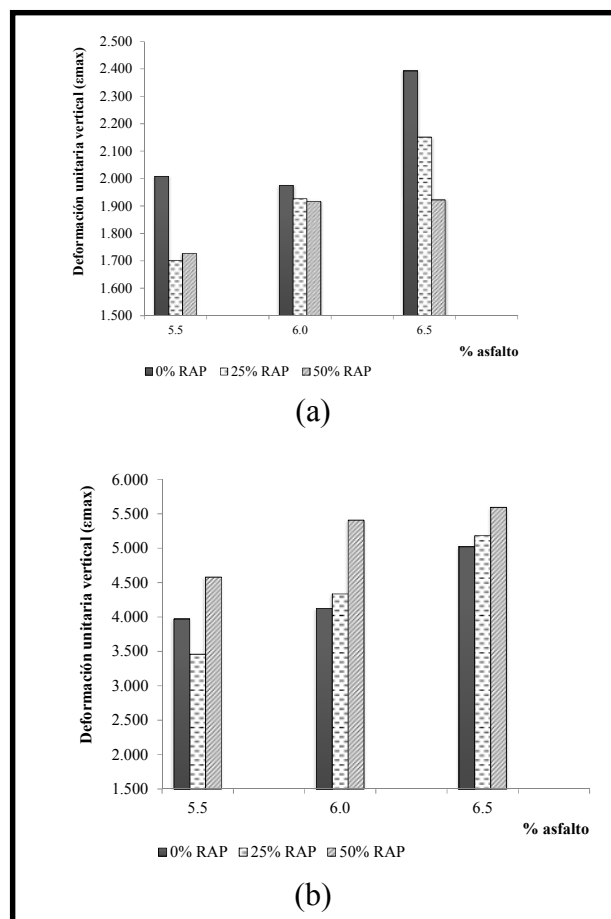 2.500
2.400
2.300
2.200
2.100
2.000
1.900
1.800
1.700
1.600
1.500
Deformación unitaria vertical (εmax)
5.5 6.0 6.5
% asfalto
0% RAP 25% RAP 50% RAP
(a)
6.000
5.500
5.000
4.500
4.000
3.500
3.000
2.500
2.000
1.500
Deformación unitaria vertical (εmax)
5.5 6.0 6.5
% asfalto
0% RAP 25% RAP 50% RAP
(b)